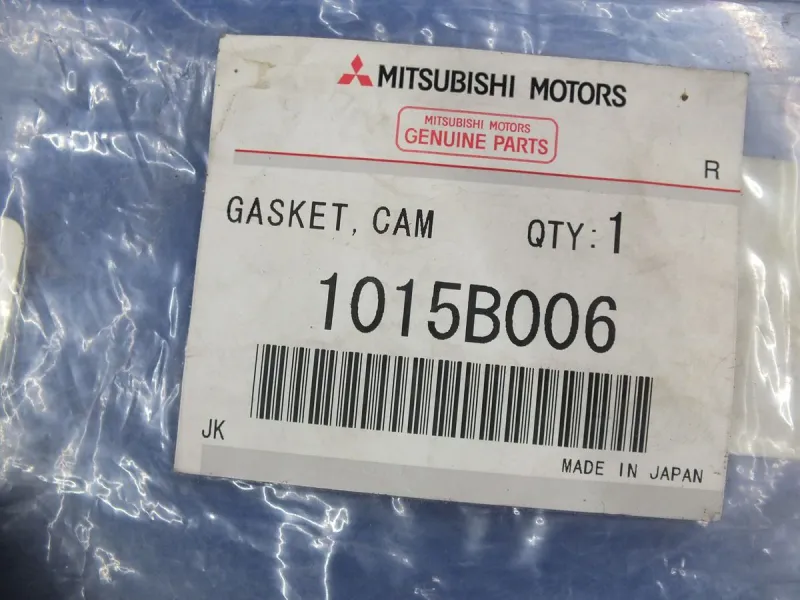 MITSUBISHI MOTORS
MITSUBISHI MOTORS
GENUINE PARTS
R
GASKET, CAM QTY:1
1015B006
JK
MADE IN JAPAN